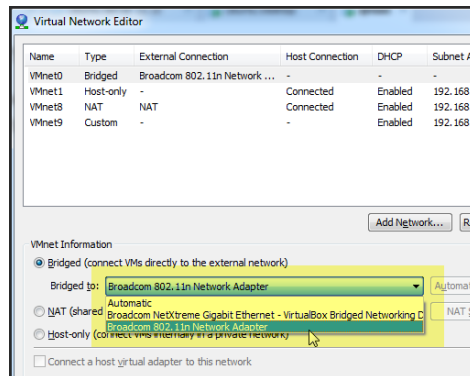 Virtual Network Editor
Name Type External Connection Host Connection DHCP Subnet A
VMnet0 Bridged Broadcom 802.11n Network ... - - -
VMnet1 Host-only - Connected Enabled 192.168
VMnet8 NAT NAT Connected Enabled 192.168
VMnet9 Custom - - Enabled 192.168
Add Network... R
VMnet Information
Bridged (connect VMs directly to the external network)
Bridged to: Broadcom 802.11n Network Adapter Automat
Automatic
NAT (shared Broadcom NetXtreme Gigabit Ethernet - VirtualBox Bridged Networking D NAT S
Broadcom 802.11n Network Adapter
Host-only (connect VMs internally in a private network)
Connect a host virtual adapter to this network